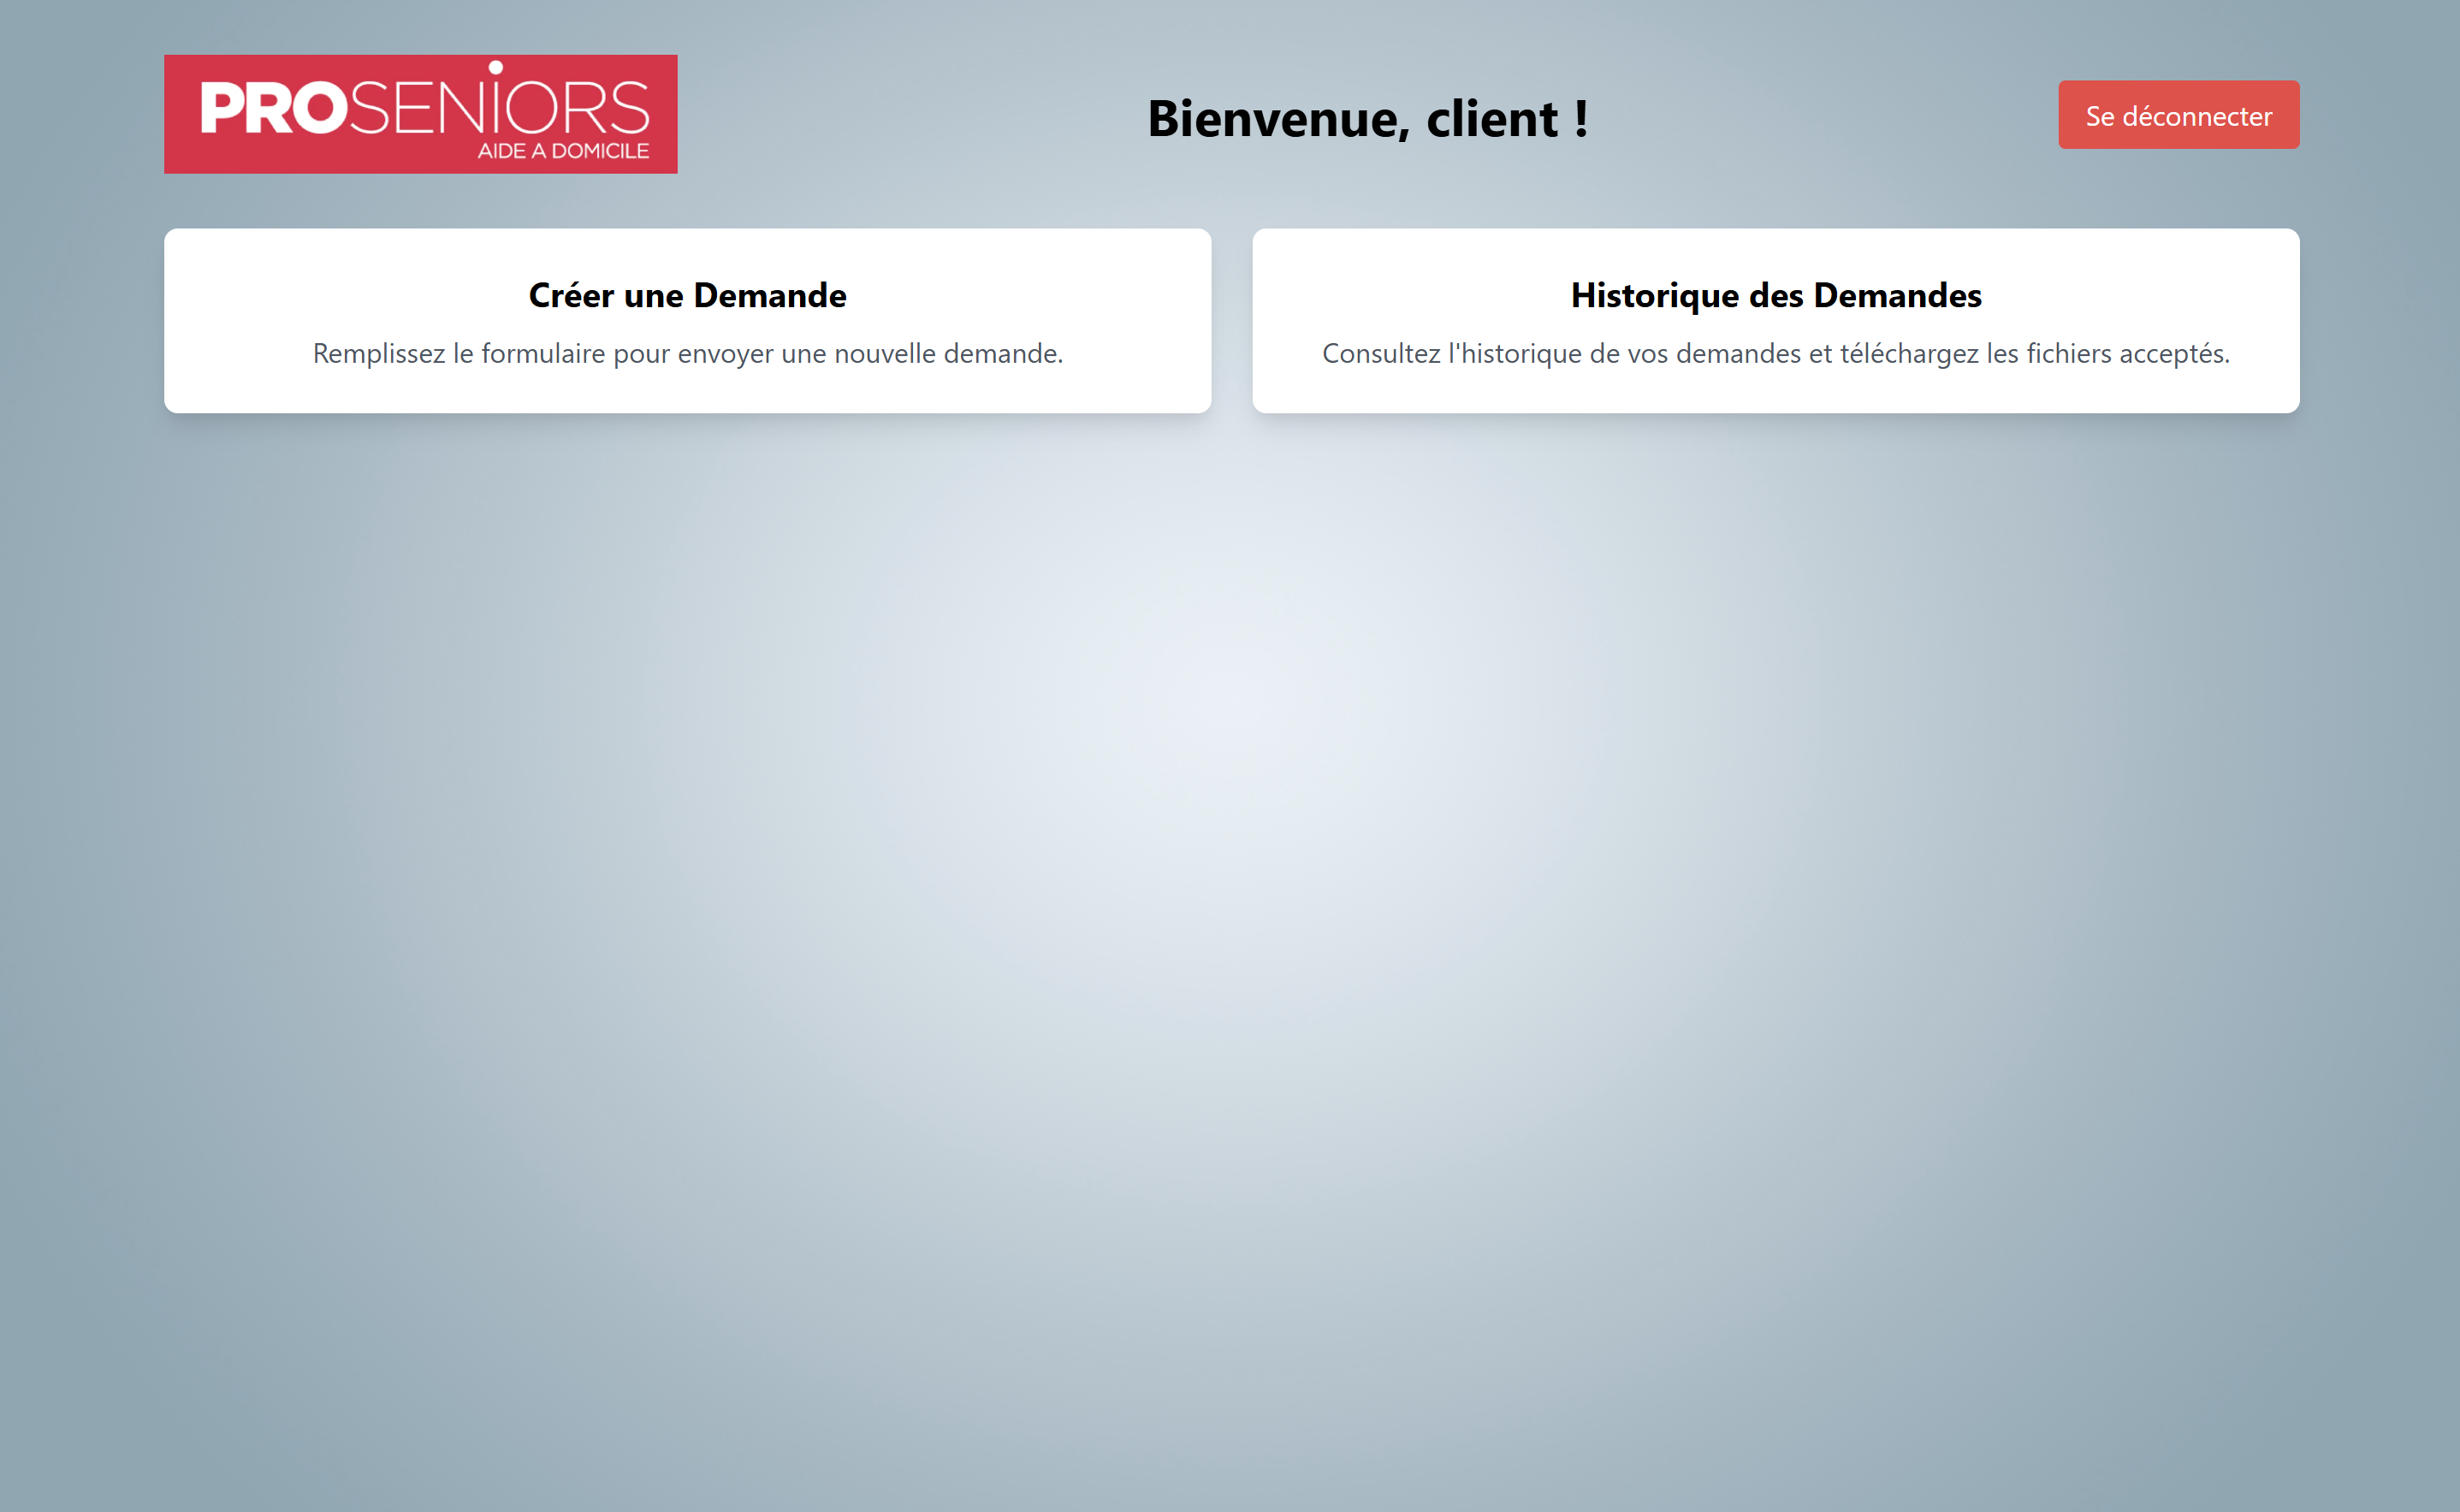 PROSENIORS
AIDE A DOMICILE
Bienvenue, client !
Se déconnecter
Créer une Demande
Remplissez le formulaire pour envoyer une nouvelle demande.
Historique des Demandes
Consultez l'historique de vos demandes et téléchargez les fichiers acceptés.